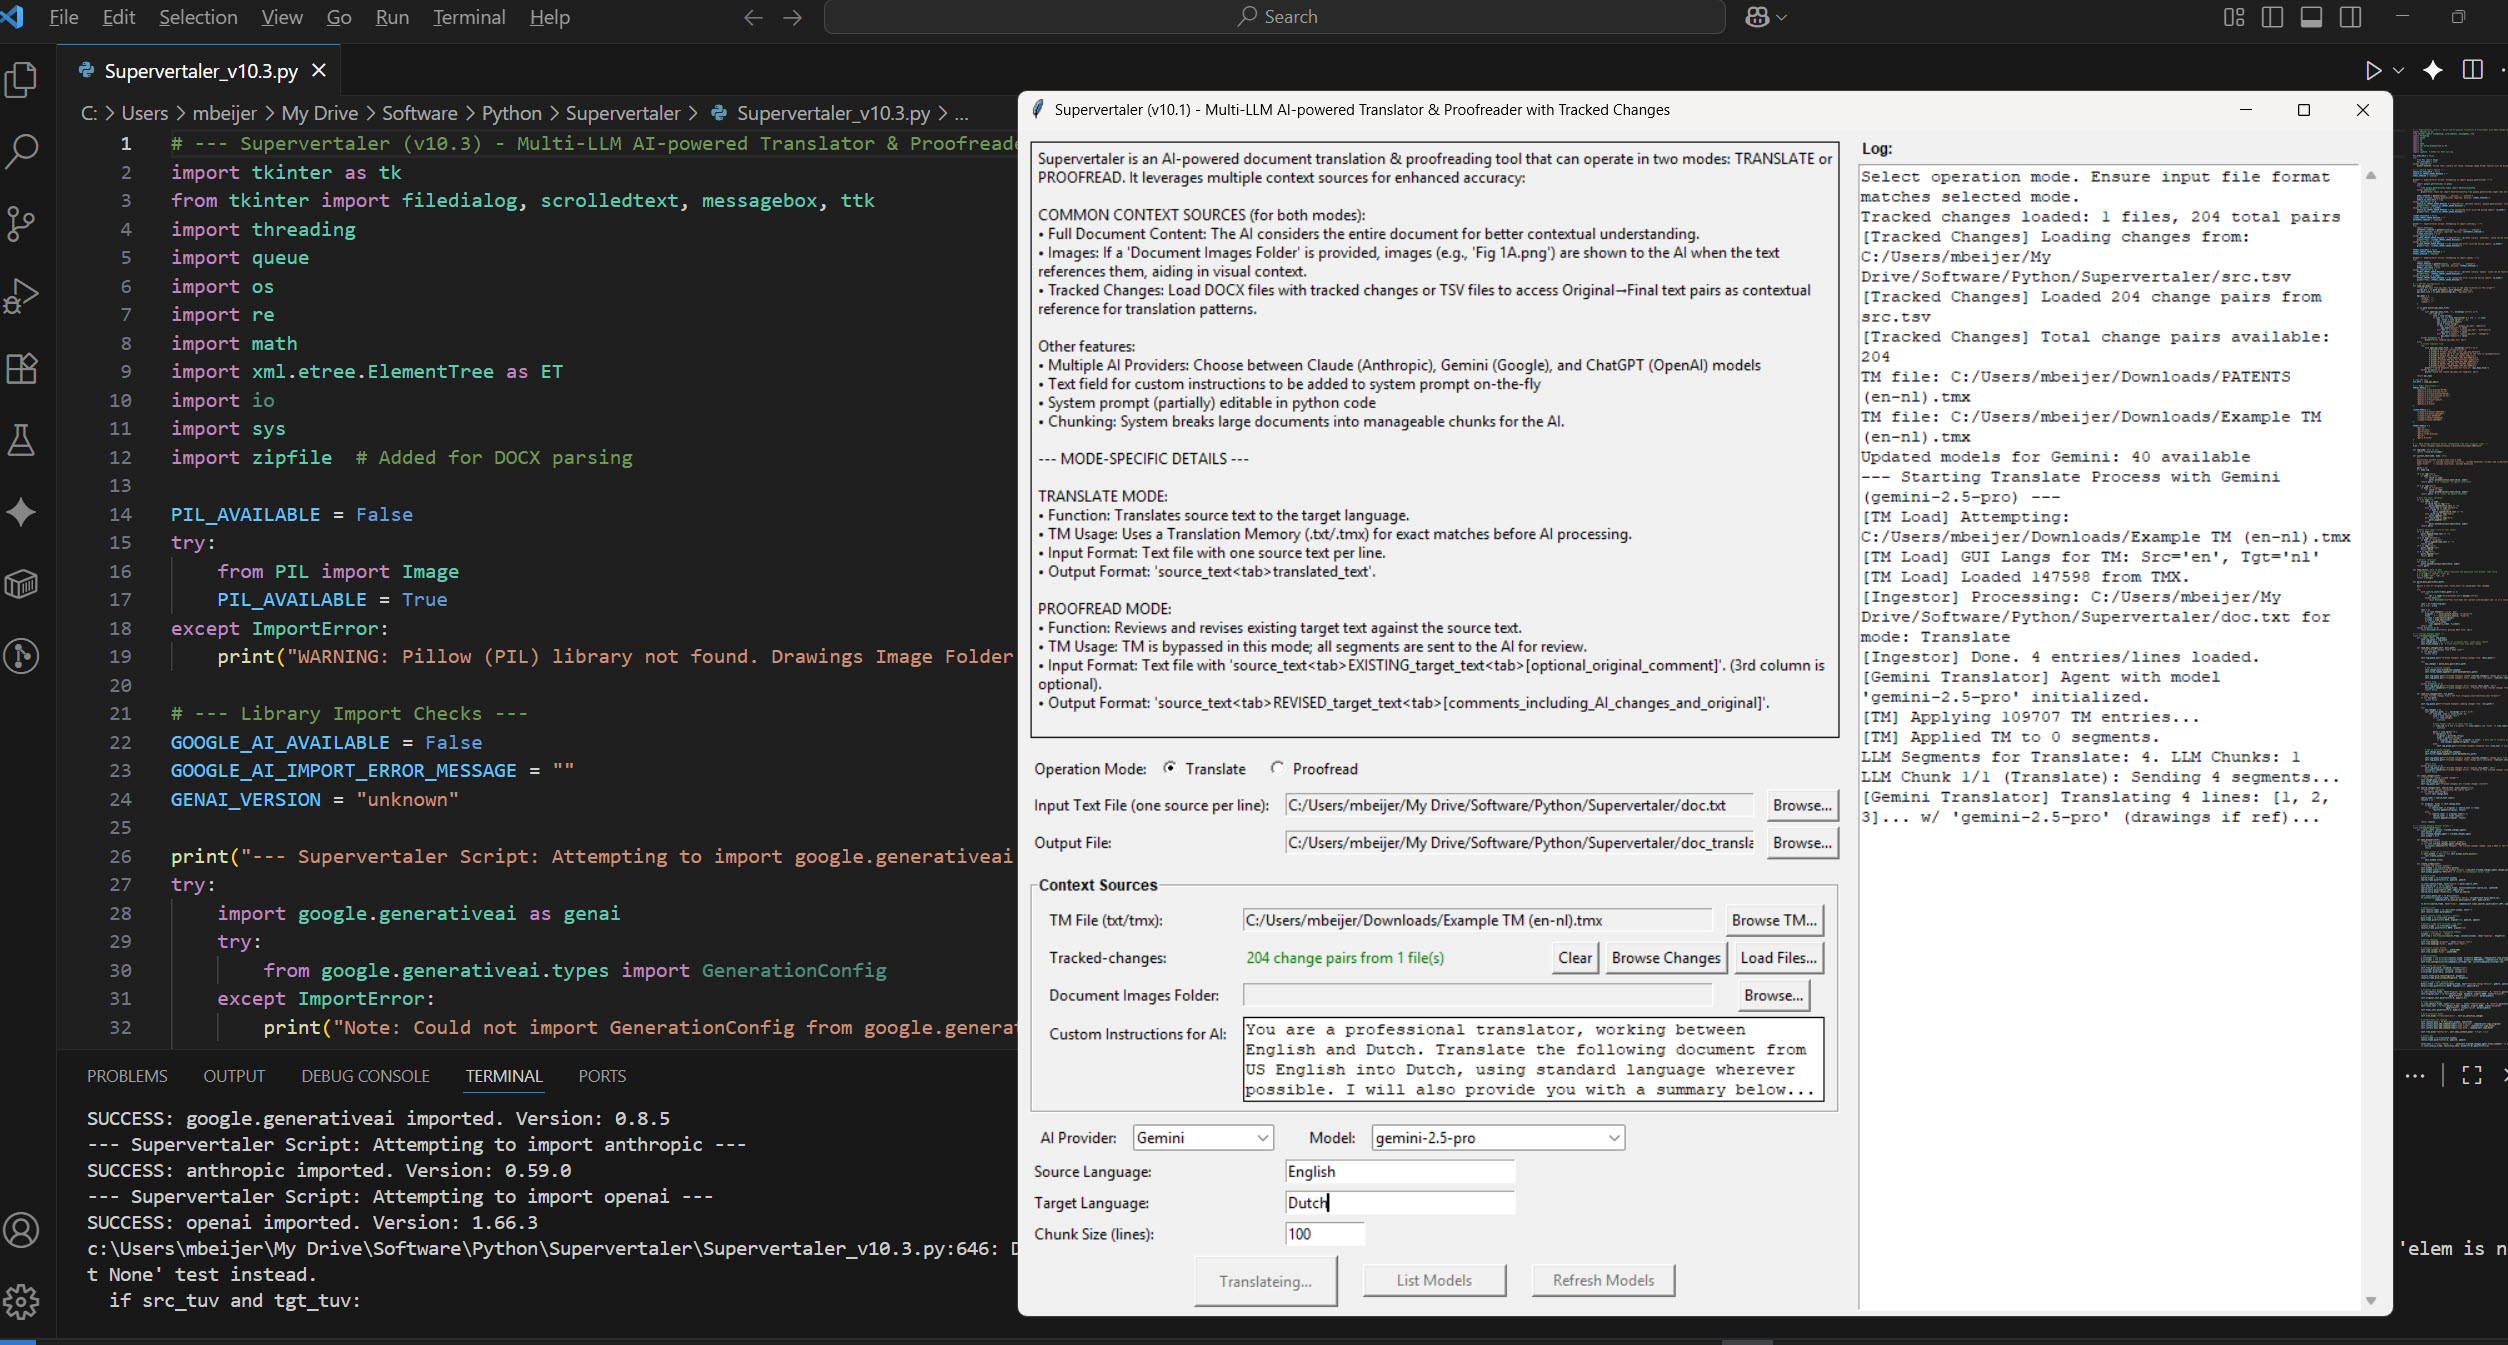 File Edit Selection View Go Run Terminal Help
Search
Supervertaler_v10.3.py
C: > Users > mbeijer > My Drive > Software > Python > Supervertaler > Supervertaler_v10.3.py > ...
1 # --- Supervertaler (v10.3) - Multi-LLM AI-powered Translator & Proofreade
2 import tkinter as tk
3 from tkinter import filedialog, scrolledtext, messagebox, ttk
4 import threading
5 import queue
6 import os
7 import re
8 import math
9 import xml.etree.ElementTree as ET
10 import io
11 import sys
12 import zipfile # Added for DOCX parsing
13
14 PIL_AVAILABLE = False
15 try:
16 from PIL import Image
17 PIL_AVAILABLE = True
18 except ImportError:
19 print("WARNING: Pillow (PIL) library not found. Drawings Image Folder
20
21 # --- Library Import Checks ---
22 GOOGLE_AI_AVAILABLE = False
23 GOOGLE_AI_IMPORT_ERROR_MESSAGE = ""
24 GENAI_VERSION = "unknown"
25
26 print("--- Supervertaler Script: Attempting to import google.generativeai
27 try:
28 import google.generativeai as genai
29 try:
30 from google.generativeai.types import GenerationConfig
31 except ImportError:
32 print("Note: Could not import GenerationConfig from google.generat
PROBLEMS OUTPUT DEBUG CONSOLE TERMINAL PORTS
SUCCESS: google.generativeai imported. Version: 0.8.5
--- Supervertaler Script: Attempting to import anthropic ---
SUCCESS: anthropic imported. Version: 0.59.0
--- Supervertaler Script: Attempting to import openai ---
SUCCESS: openai imported. Version: 1.66.3
c:\Users\mbeijer\My Drive\Software\Python\Supervertaler\Supervertaler_v10.3.py:646: D
'elem is n
t None' test instead.
if src_tuv and tgt_tuv:
Supervertaler (v10.1) - Multi-LLM AI-powered Translator & Proofreader with Tracked Changes
Supervertaler is an AI-powered document translation & proofreading tool that can operate in two modes: TRANSLATE or
PROOFREAD. It leverages multiple context sources for enhanced accuracy:
COMMON CONTEXT SOURCES (for both modes):
• Full Document Content: The AI considers the entire document for better contextual understanding.
• Images: If a 'Document Images Folder' is provided, images (e.g., 'Fig 1A.png') are shown to the AI when the text
references them, aiding in visual context.
• Tracked Changes: Load DOCX files with tracked changes or TSV files to access Original→Final text pairs as contextual
reference for translation patterns.
Other features:
• Multiple AI Providers: Choose between Claude (Anthropic), Gemini (Google), and ChatGPT (OpenAI) models
• Text field for custom instructions to be added to system prompt on-the-fly
• System prompt (partially) editable in python code
• Chunking: System breaks large documents into manageable chunks for the AI.
--- MODE-SPECIFIC DETAILS ---
TRANSLATE MODE:
• Function: Translates source text to the target language.
• TM Usage: Uses a Translation Memory (.txt/.tmx) for exact matches before AI processing.
• Input Format: Text file with one source text per line.
• Output Format: 'source_text<tab>translated_text'.
PROOFREAD MODE:
• Function: Reviews and revises existing target text against the source text.
• TM Usage: TM is bypassed in this mode; all segments are sent to the AI for review.
• Input Format: Text file with 'source_text<tab>EXISTING_target_text<tab>[optional_original_comment]'. (3rd column is
optional).
• Output Format: 'source_text<tab>REVISED_target_text<tab>[comments_including_AI_changes_and_original]'.
Operation Mode: Translate Proofread
Input Text File (one source per line): C:/Users/mbeijer/My Drive/Software/Python/Supervertaler/doc.txt Browse...
Output File: C:/Users/mbeijer/My Drive/Software/Python/Supervertaler/doc_transla Browse...
Context Sources
TM File (txt/tmx): C:/Users/mbeijer/Downloads/Example TM (en-nl).tmx Browse TM...
Tracked-changes: 204 change pairs from 1 file(s) Clear Browse Changes Load Files...
Document Images Folder: Browse...
Custom Instructions for AI: You are a professional translator, working between
English and Dutch. Translate the following document from
US English into Dutch, using standard language wherever
possible. I will also provide you with a summary below...
AI Provider: Gemini Model: gemini-2.5-pro
Source Language: English
Target Language: Dutch
Chunk Size (lines): 100
Translateing... List Models Refresh Models
Log:
Select operation mode. Ensure input file format
matches selected mode.
Tracked changes loaded: 1 files, 204 total pairs
[Tracked Changes] Loading changes from:
C:/Users/mbeijer/My
Drive/Software/Python/Supervertaler/src.tsv
[Tracked Changes] Loaded 204 change pairs from
src.tsv
[Tracked Changes] Total change pairs available:
204
TM file: C:/Users/mbeijer/Downloads/PATENTS
(en-nl).tmx
TM file: C:/Users/mbeijer/Downloads/Example TM
(en-nl).tmx
Updated models for Gemini: 40 available
--- Starting Translate Process with Gemini
(gemini-2.5-pro) ---
[TM Load] Attempting:
C:/Users/mbeijer/Downloads/Example TM (en-nl).tmx
[TM Load] GUI Langs for TM: Src='en', Tgt='nl'
[TM Load] Loaded 147598 from TMX.
[Ingestor] Processing: C:/Users/mbeijer/My
Drive/Software/Python/Supervertaler/doc.txt for
mode: Translate
[Ingestor] Done. 4 entries/lines loaded.
[Gemini Translator] Agent with model
'gemini-2.5-pro' initialized.
[TM] Applying 109707 TM entries...
[TM] Applied TM to 0 segments.
LLM Segments for Translate: 4. LLM Chunks: 1
LLM Chunk 1/1 (Translate): Sending 4 segments...
[Gemini Translator] Translating 4 lines: [1, 2,
3]... w/ 'gemini-2.5-pro' (drawings if ref)...